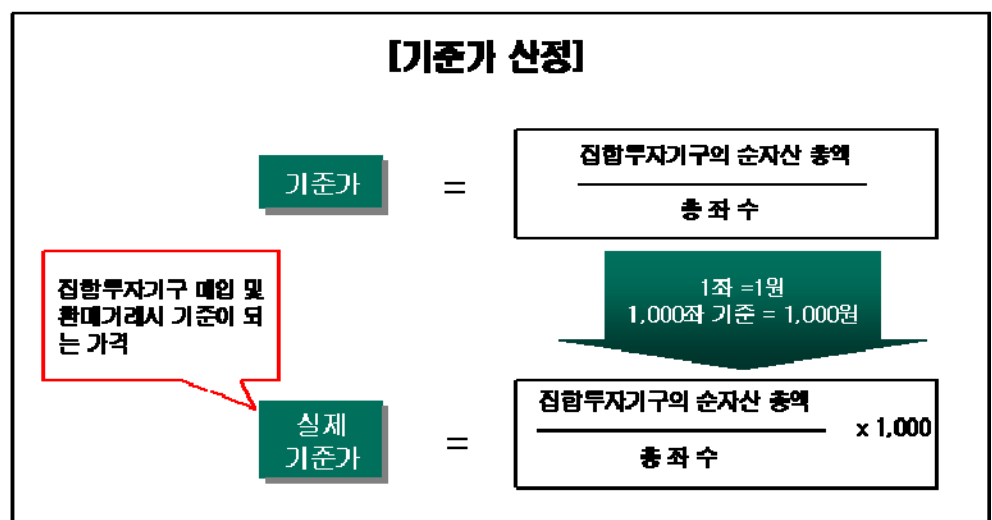 [기준가 산정]
기준가
=
집합투자기구의 순자산 총액
총 좌 수
집합투자기구 매입 및
환매거래시 기준이 되
는 가격
1좌 =1원
1,000좌 기준 = 1,000원
실제
기준가
=
집합투자기구의 순자산 총액
총 좌 수
x 1,000